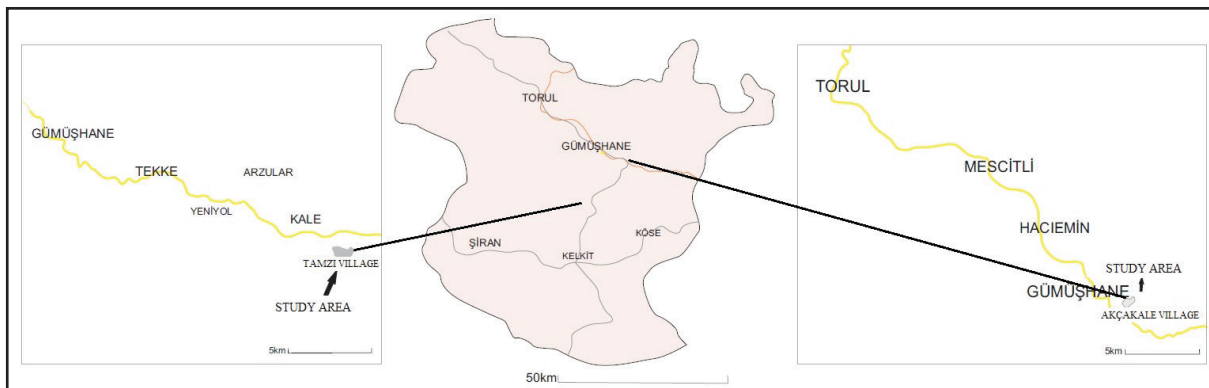 GÜMÜŞHANE
TEKKE
ARZULAR
YENİYOL
KALE
TAMZI VILLAGE
STUDY AREA
5km
TORUL
GÜMÜŞHANE
ŞİRAN
KÖSE
KELKİT
50km
TORUL
MESCİTLİ
HACIEMİN
STUDY AREA
GÜMÜŞHANE
AKÇAKALE VILLAGE
5km